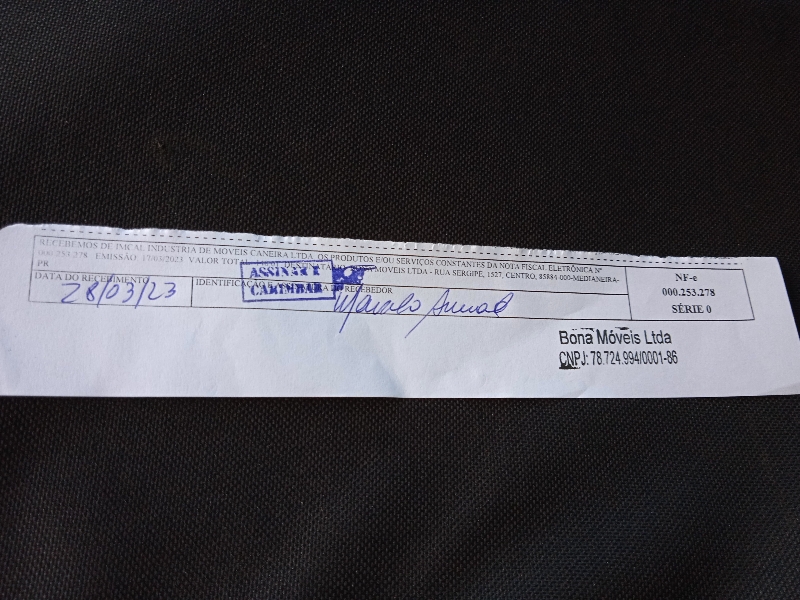 RECEBEMOS DE IMCAL INDUSTRIA DE MOVEIS CANEIRA LTDA, OS PRODUTOS E/OU SERVIÇOS CONSTANTES DA NOTA FISCAL ELETRÔNICA Nº
000.253.278 EMISSÃO 17/03/2023 VALOR TOTAL MOVEIS LTDA - RUA SERGIPE, 1527, CENTRO, 85884-000-MEDIANEIRA-
PR
ASSINAR E
CARIMBAR
DATA DO RECEBIMENTO
28/03/23
IDENTIFICAÇÃO DO RECEBEDOR
NF-e
000.253.278
SÉRIE 0
Bona Móveis Ltda
CNPJ: 78.724.994/0001-86